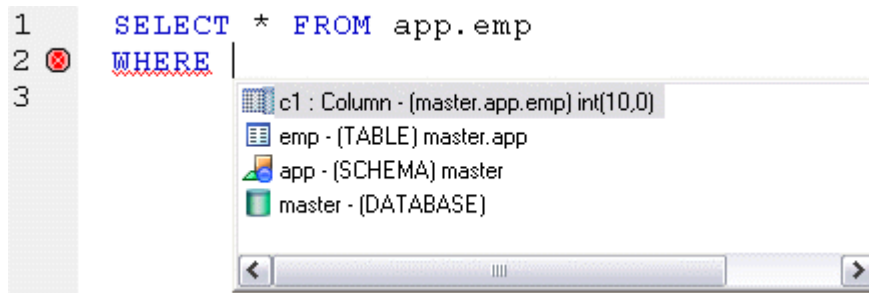 1 SELECT * FROM app.emp
2 WHERE
3
c1 : Column - (master.app.emp) int(10,0)
emp - (TABLE) master.app
app - (SCHEMA) master
master - (DATABASE)